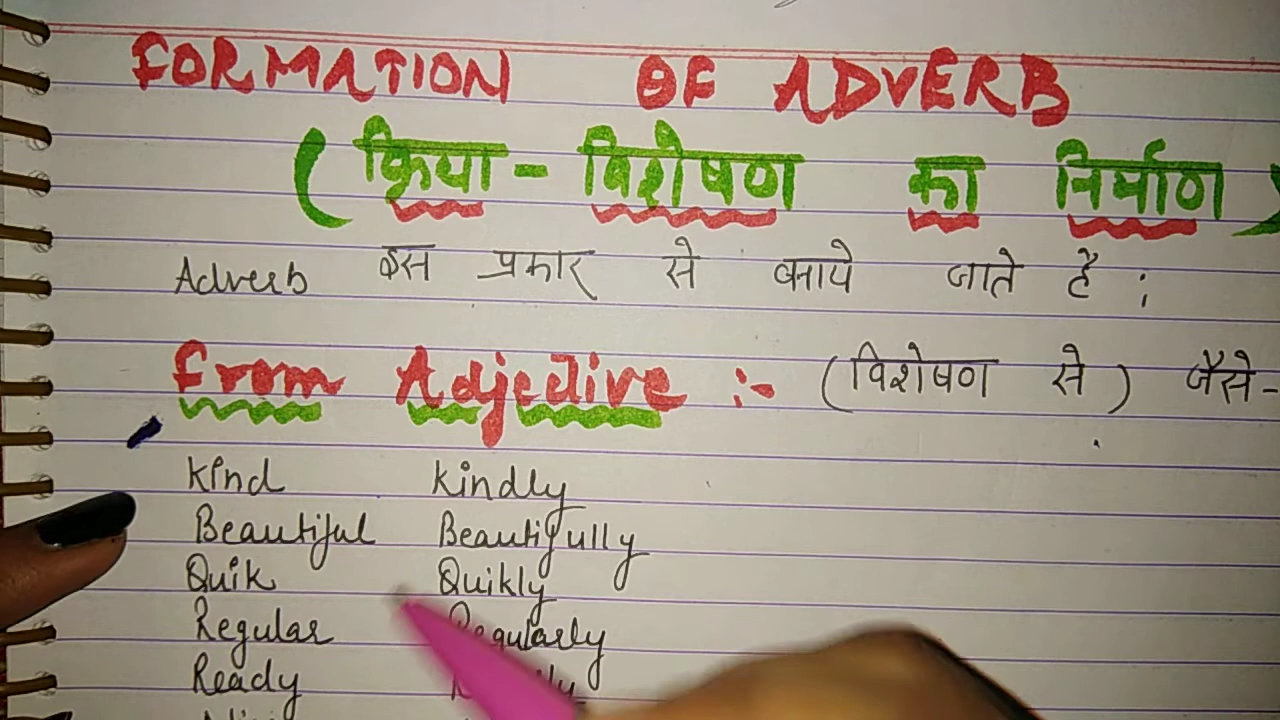 FORMATION OF ADVERB
(क्रिया - विशेषण का निर्माण)
Adverb इस प्रकार से बनाये जाते है :
From Adjective :- (विशेषण से) जैसे-
Kind Kindly
Beautiful Beautifully
Quik Quikly
Regular Regularly
Ready